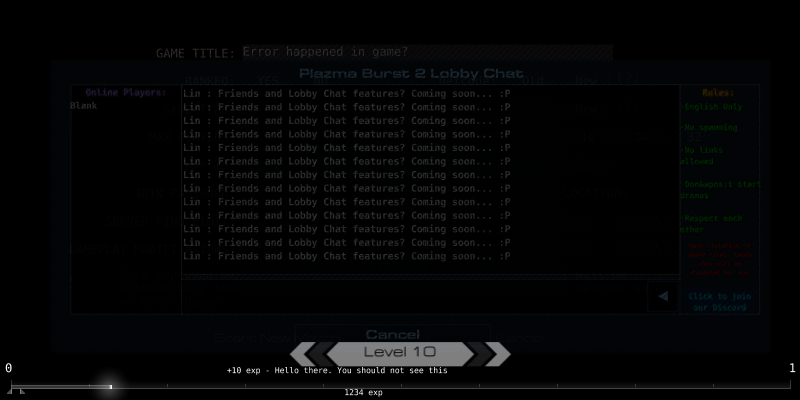 GAME TITLE: Error happened in game?
Plazma Burst 2 Lobby Chat
Online Players:
Blank
Lin : Friends and Lobby Chat features? Coming soon... :P
Lin : Friends and Lobby Chat features? Coming soon... :P
Lin : Friends and Lobby Chat features? Coming soon... :P
Lin : Friends and Lobby Chat features? Coming soon... :P
Lin : Friends and Lobby Chat features? Coming soon... :P
Lin : Friends and Lobby Chat features? Coming soon... :P
Lin : Friends and Lobby Chat features? Coming soon... :P
Lin : Friends and Lobby Chat features? Coming soon... :P
Lin : Friends and Lobby Chat features? Coming soon... :P
Lin : Friends and Lobby Chat features? Coming soon... :P
Lin : Friends and Lobby Chat features? Coming soon... :P
Lin : Friends and Lobby Chat features? Coming soon... :P
Lin : Friends and Lobby Chat features? Coming soon... :P
Rules:
-English Only
-No spamming
-No links
allowed
-Don&apos;t start
dramas
-Respect each
other
Click to join
our Discord
Cancel
Level 10
0
+10 exp - Hello there. You should not see this
1
1234 exp